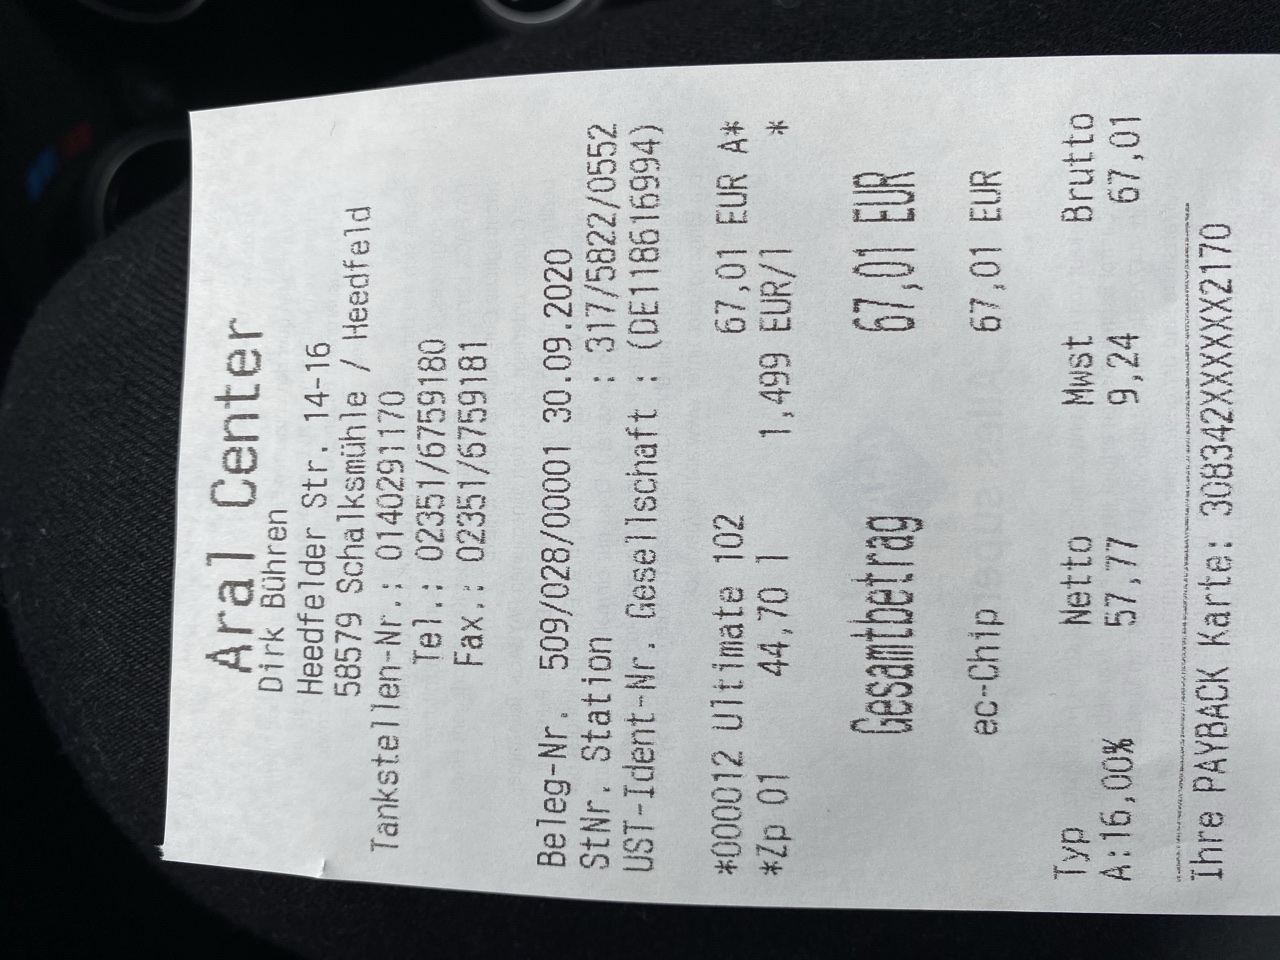 Aral Center
Dirk Bühren
Heedfelder Str. 14-16
58579 Schalksmühle / Heedfeld
Tankstellen-Nr.: 0140291170
Tel.: 02351/6759180
Fax.: 02351/6759181
Beleg-Nr. 509/028/00001 30.09.2020
StNr. Station : 317/5822/0552
UST-Ident-Nr. Gesellschaft : (DE118616994)
*000012 Ultimate 102 67,01 EUR A*
*Zp 01 44,70 l 1,499 EUR/l *
Gesamtbetrag 67,01 EUR
ec-Chip 67,01 EUR
Typ Netto Mwst Brutto
A:16,00% 57,77 9,24 67,01
Ihre PAYBACK Karte: 308342XXXXXX2170